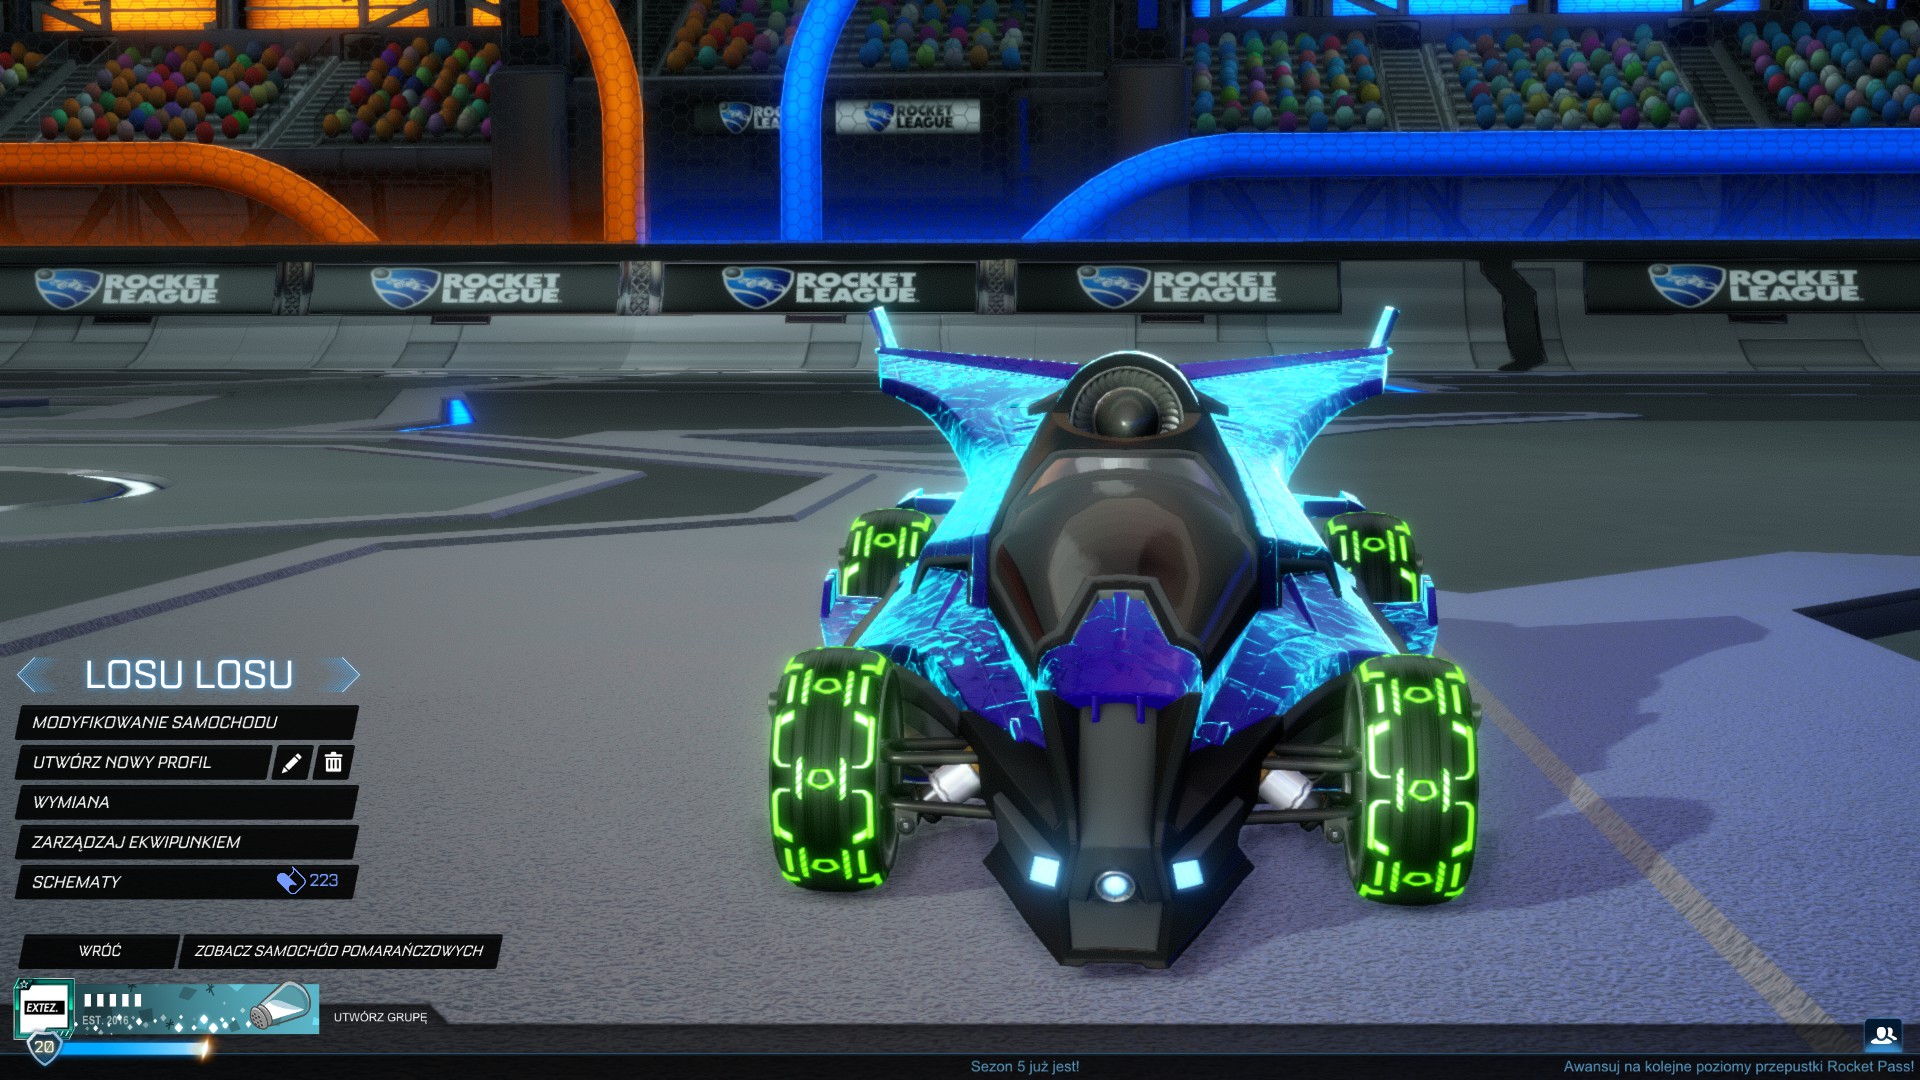 ROCKET
LEAGUE
ROCKET
LEAGUE
ROCKET
LEAGUE
ROCKET
LEAGUE
ROCKET
LEAGUE
ROCKET
LEAGUE
LOSU LOSU
MODYFIKOWANIE SAMOCHODU
UTWÓRZ NOWY PROFIL
WYMIANA
ZARZĄDZAJ EKWIPUNKIEM
SCHEMATY 223
WRÓĆ ZOBACZ SAMOCHÓD POMARAŃCZOWYCH
EXTEZ.
EST. 2016
UTWÓRZ GRUPĘ
20
Sezon 5 już jest! Awansuj na kolejne poziomy przepustki Rocket Pass!